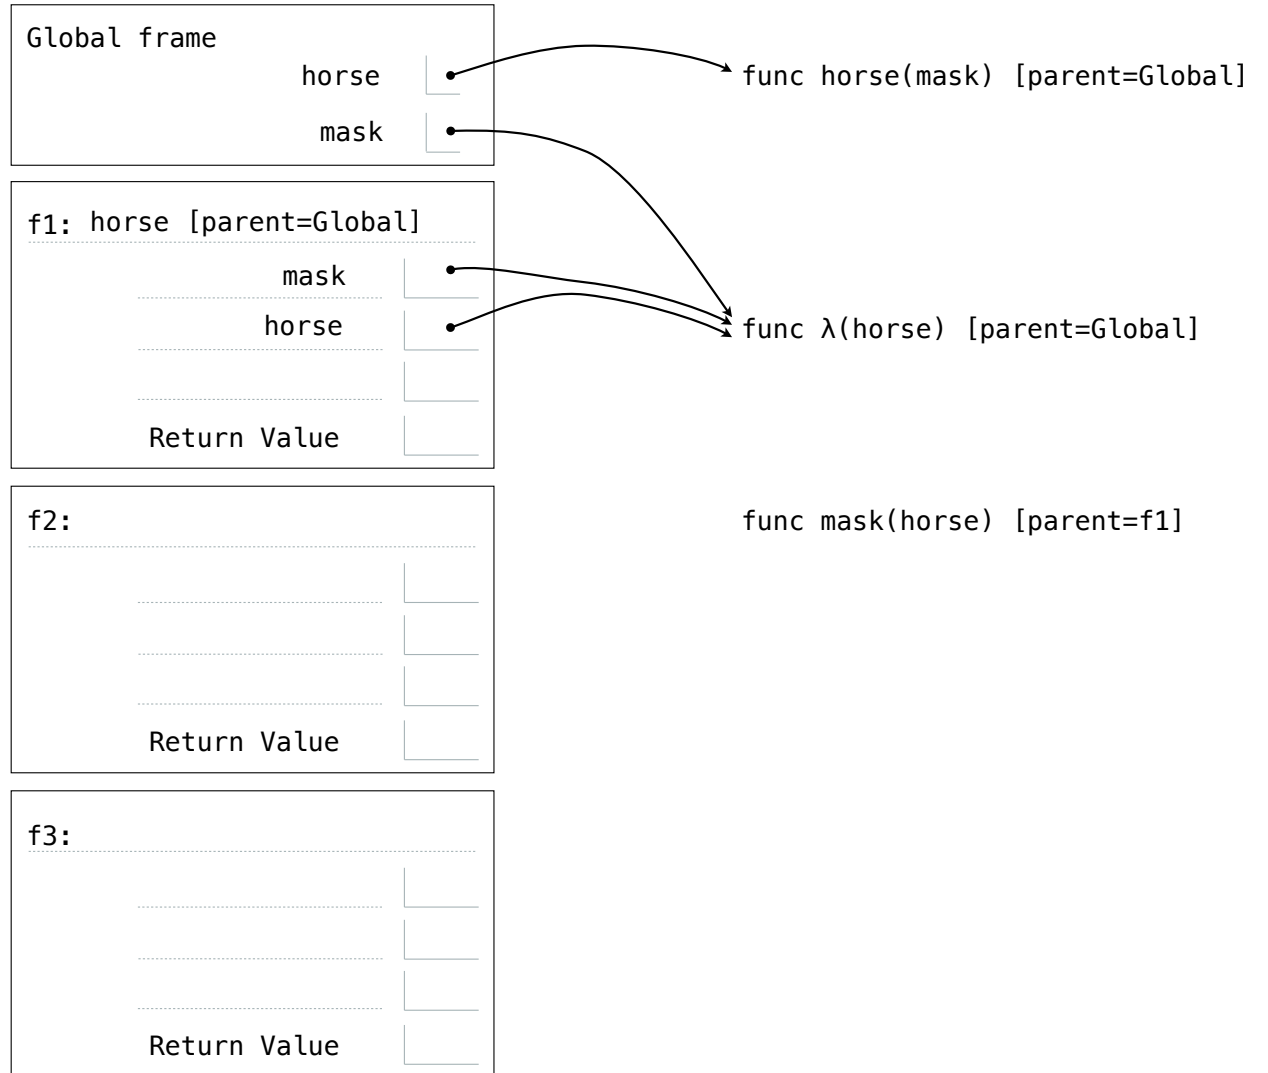 Global frame
horse
func horse(mask) [parent=Global]
mask
f1: horse [parent=Global]
mask
horse
func λ(horse) [parent=Global]
Return Value
f2:
func mask(horse) [parent=f1]
Return Value
f3:
Return Value